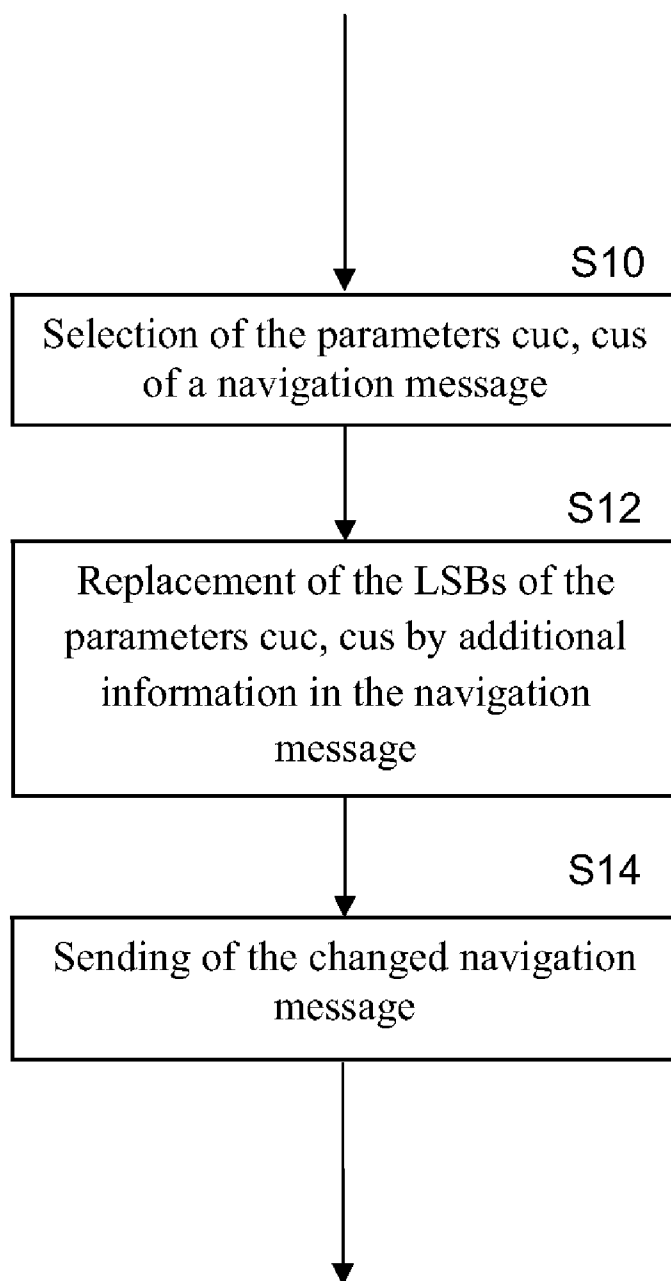 S10
Selection of the parameters cuc, cus
of a navigation message
S12
Replacement of the LSBs of the
parameters cuc, cus by additional
information in the navigation
message
S14
Sending of the changed navigation
message